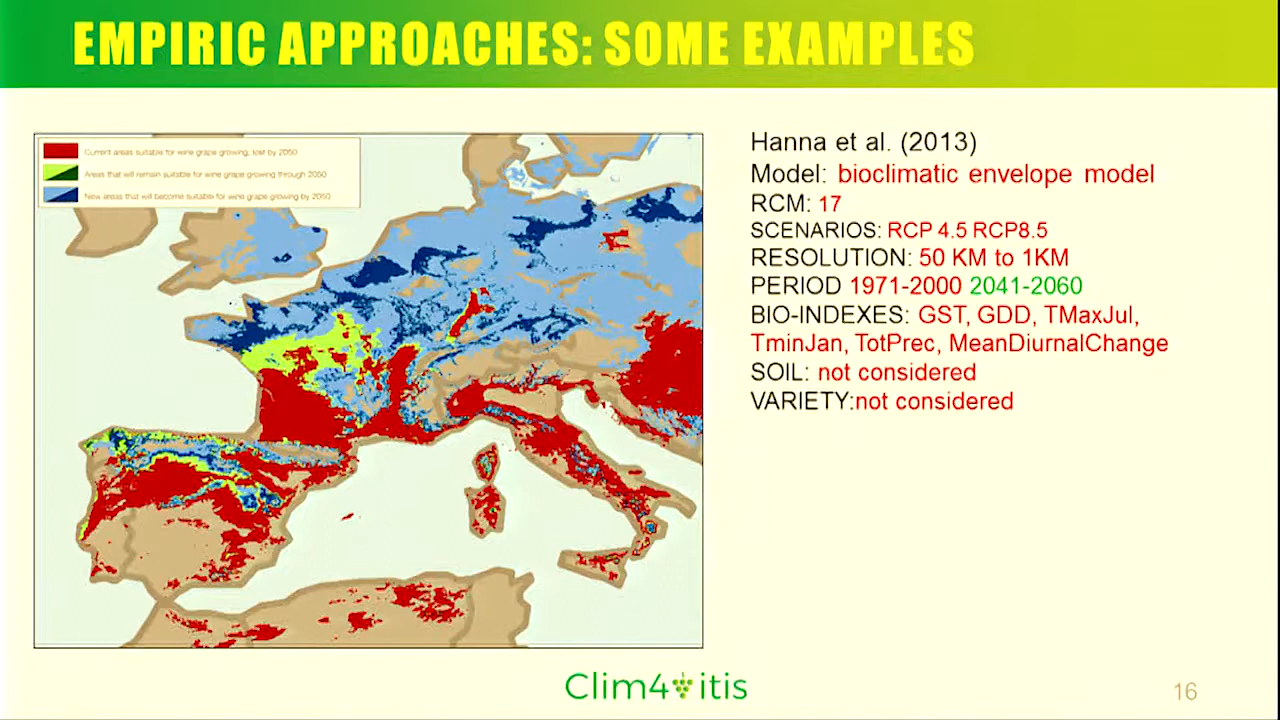 EMPIRIC APPROACHES: SOME EXAMPLES
Current areas suitable for wine grape growing, lost by 2050
Areas that will remain suitable for wine grape growing through 2050
New areas that will become suitable for wine grape growing by 2050
Hanna et al. (2013)
Model: bioclimatic envelope model
RCM: 17
SCENARIOS: RCP 4.5 RCP8.5
RESOLUTION: 50 KM to 1KM
PERIOD 1971-2000 2041-2060
BIO-INDEXES: GST, GDD, TMaxJul,
TminJan, TotPrec, MeanDiurnalChange
SOIL: not considered
VARIETY:not considered
Clim4vitis
16